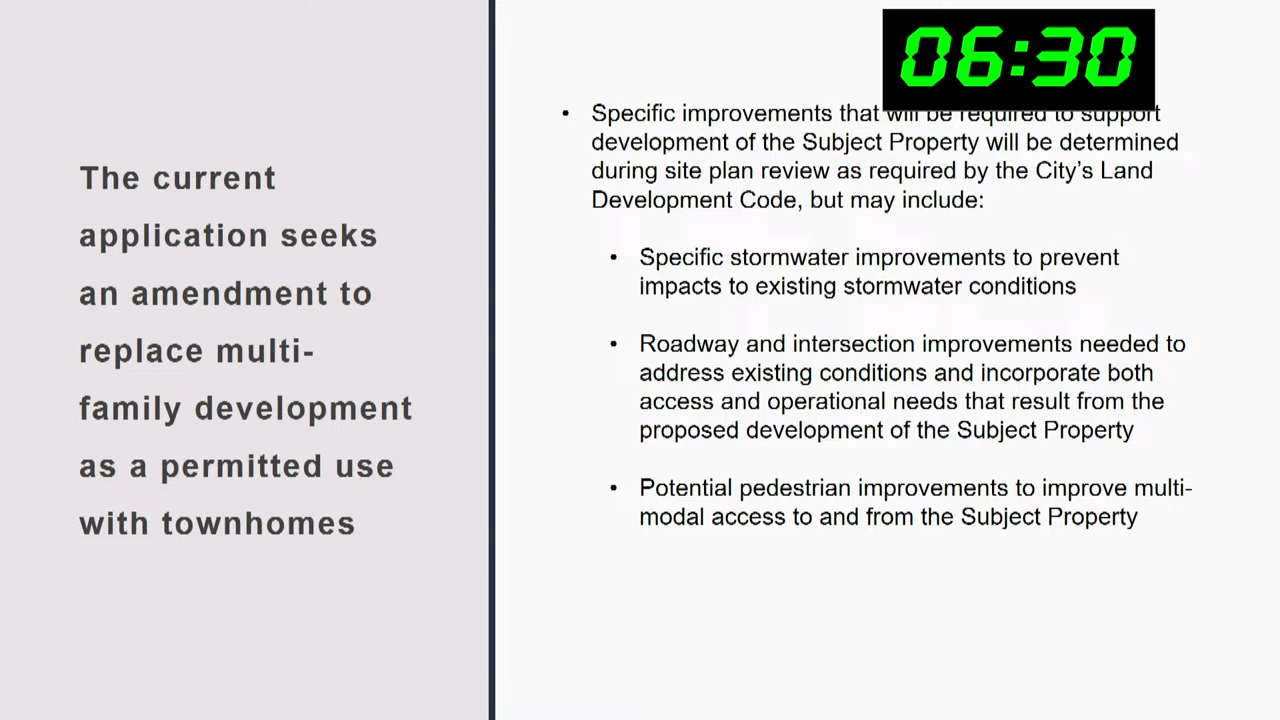 06:30
The current
application seeks
an amendment to
replace multi-
family development
as a permitted use
with townhomes
• Specific improvements that will be required to support
development of the Subject Property will be determined
during site plan review as required by the City’s Land
Development Code, but may include:
• Specific stormwater improvements to prevent
impacts to existing stormwater conditions
• Roadway and intersection improvements needed to
address existing conditions and incorporate both
access and operational needs that result from the
proposed development of the Subject Property
• Potential pedestrian improvements to improve multi-
modal access to and from the Subject Property